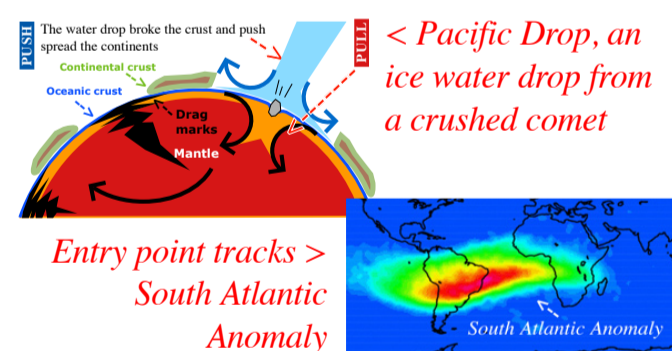 PUSH
The water drop broke the crust and push
spread the continents
Continental crust
Oceanic crust
Drag
marks
Mantle
PULL
< Pacific Drop, an
ice water drop from
a crushed comet
Entry point tracks >
South Atlantic
Anomaly
South Atlantic Anomaly